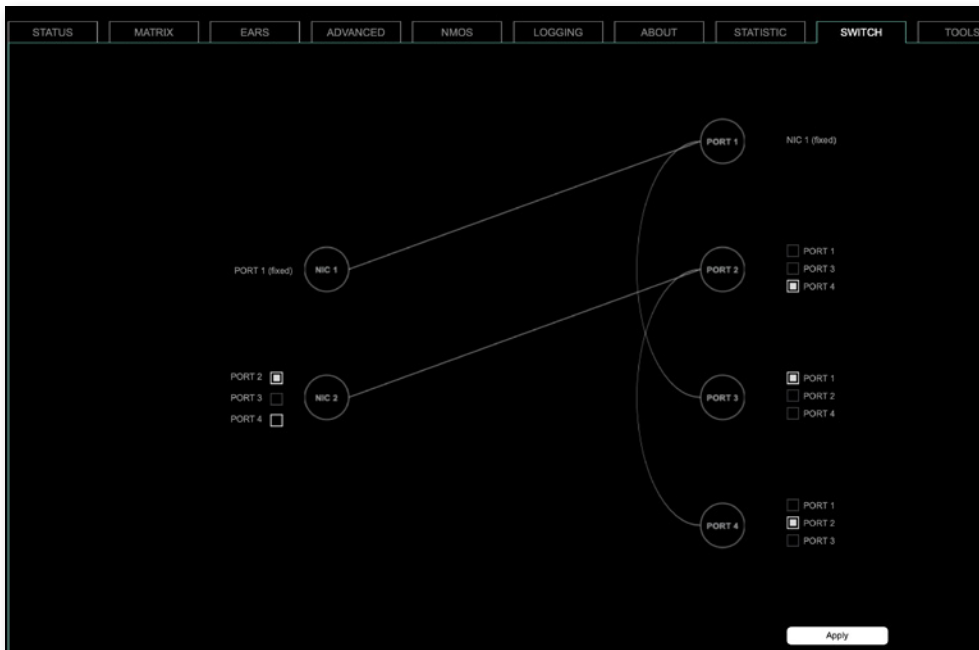 STATUS MATRIX EARS ADVANCED NMOS LOGGING ABOUT STATISTIC SWITCH TOOLS
PORT 1 NIC 1 (fixed)
PORT 1 (fixed) NIC 1
PORT 2
PORT 1
PORT 3
PORT 4
PORT 2
PORT 3
PORT 4
NIC 2
PORT 3
PORT 1
PORT 2
PORT 4
PORT 4
PORT 1
PORT 2
PORT 3
Apply